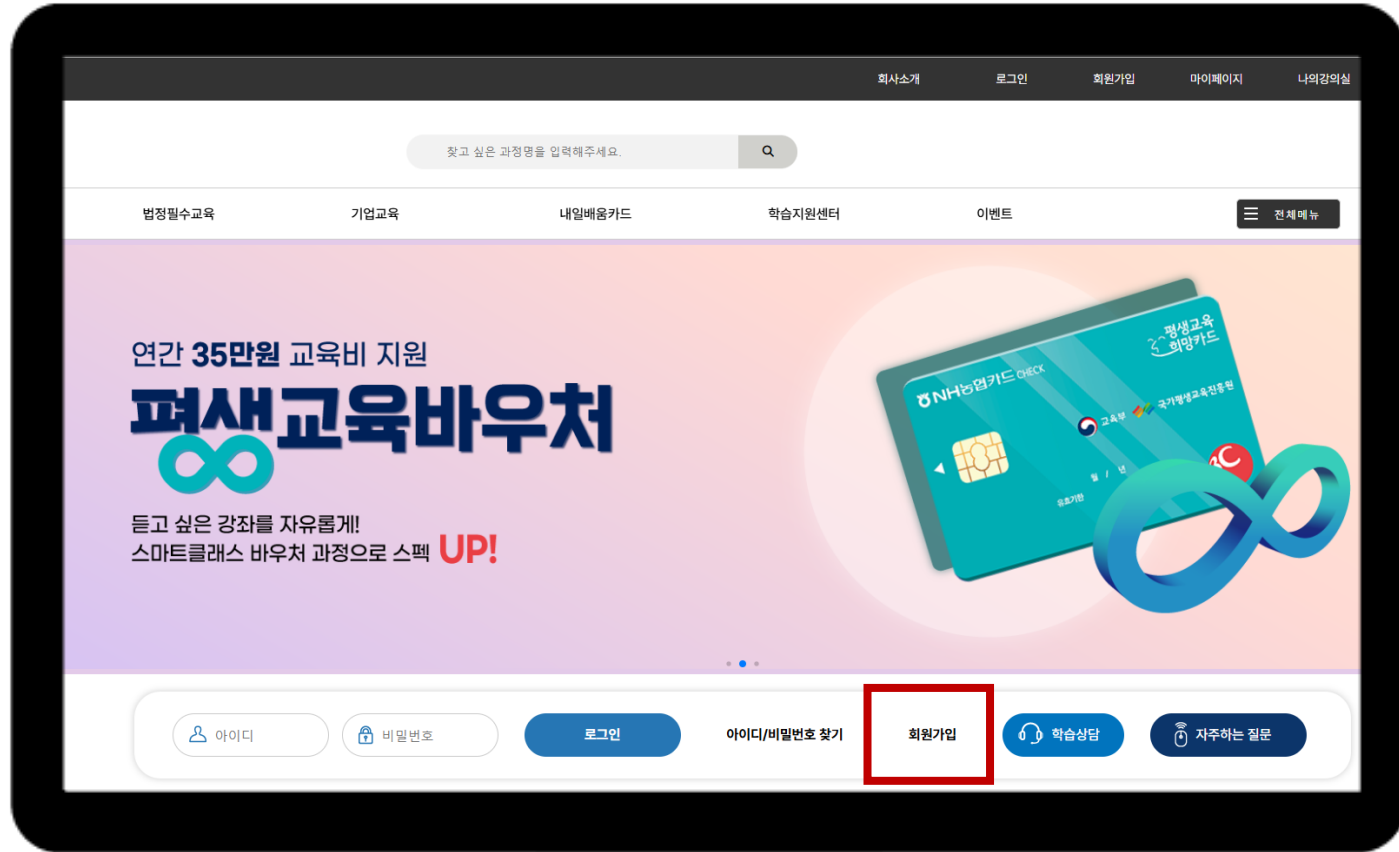 회사소개 로그인 회원가입 마이페이지 나의강의실
찾고 싶은 과정명을 입력해주세요.
법정필수교육 기업교육 내일배움카드 학습지원센터 이벤트 전체메뉴
연간 35만원 교육비 지원
평생교육바우처
듣고 싶은 강좌를 자유롭게!
스마트클래스 바우처 과정으로 스펙 UP!
평생교육
희망카드
NH농협카드 CHECK
교육부 국가평생교육진흥원
월 / 년
유효기간
아이디 비밀번호 로그인 아이디/비밀번호 찾기 회원가입 학습상담 자주하는 질문